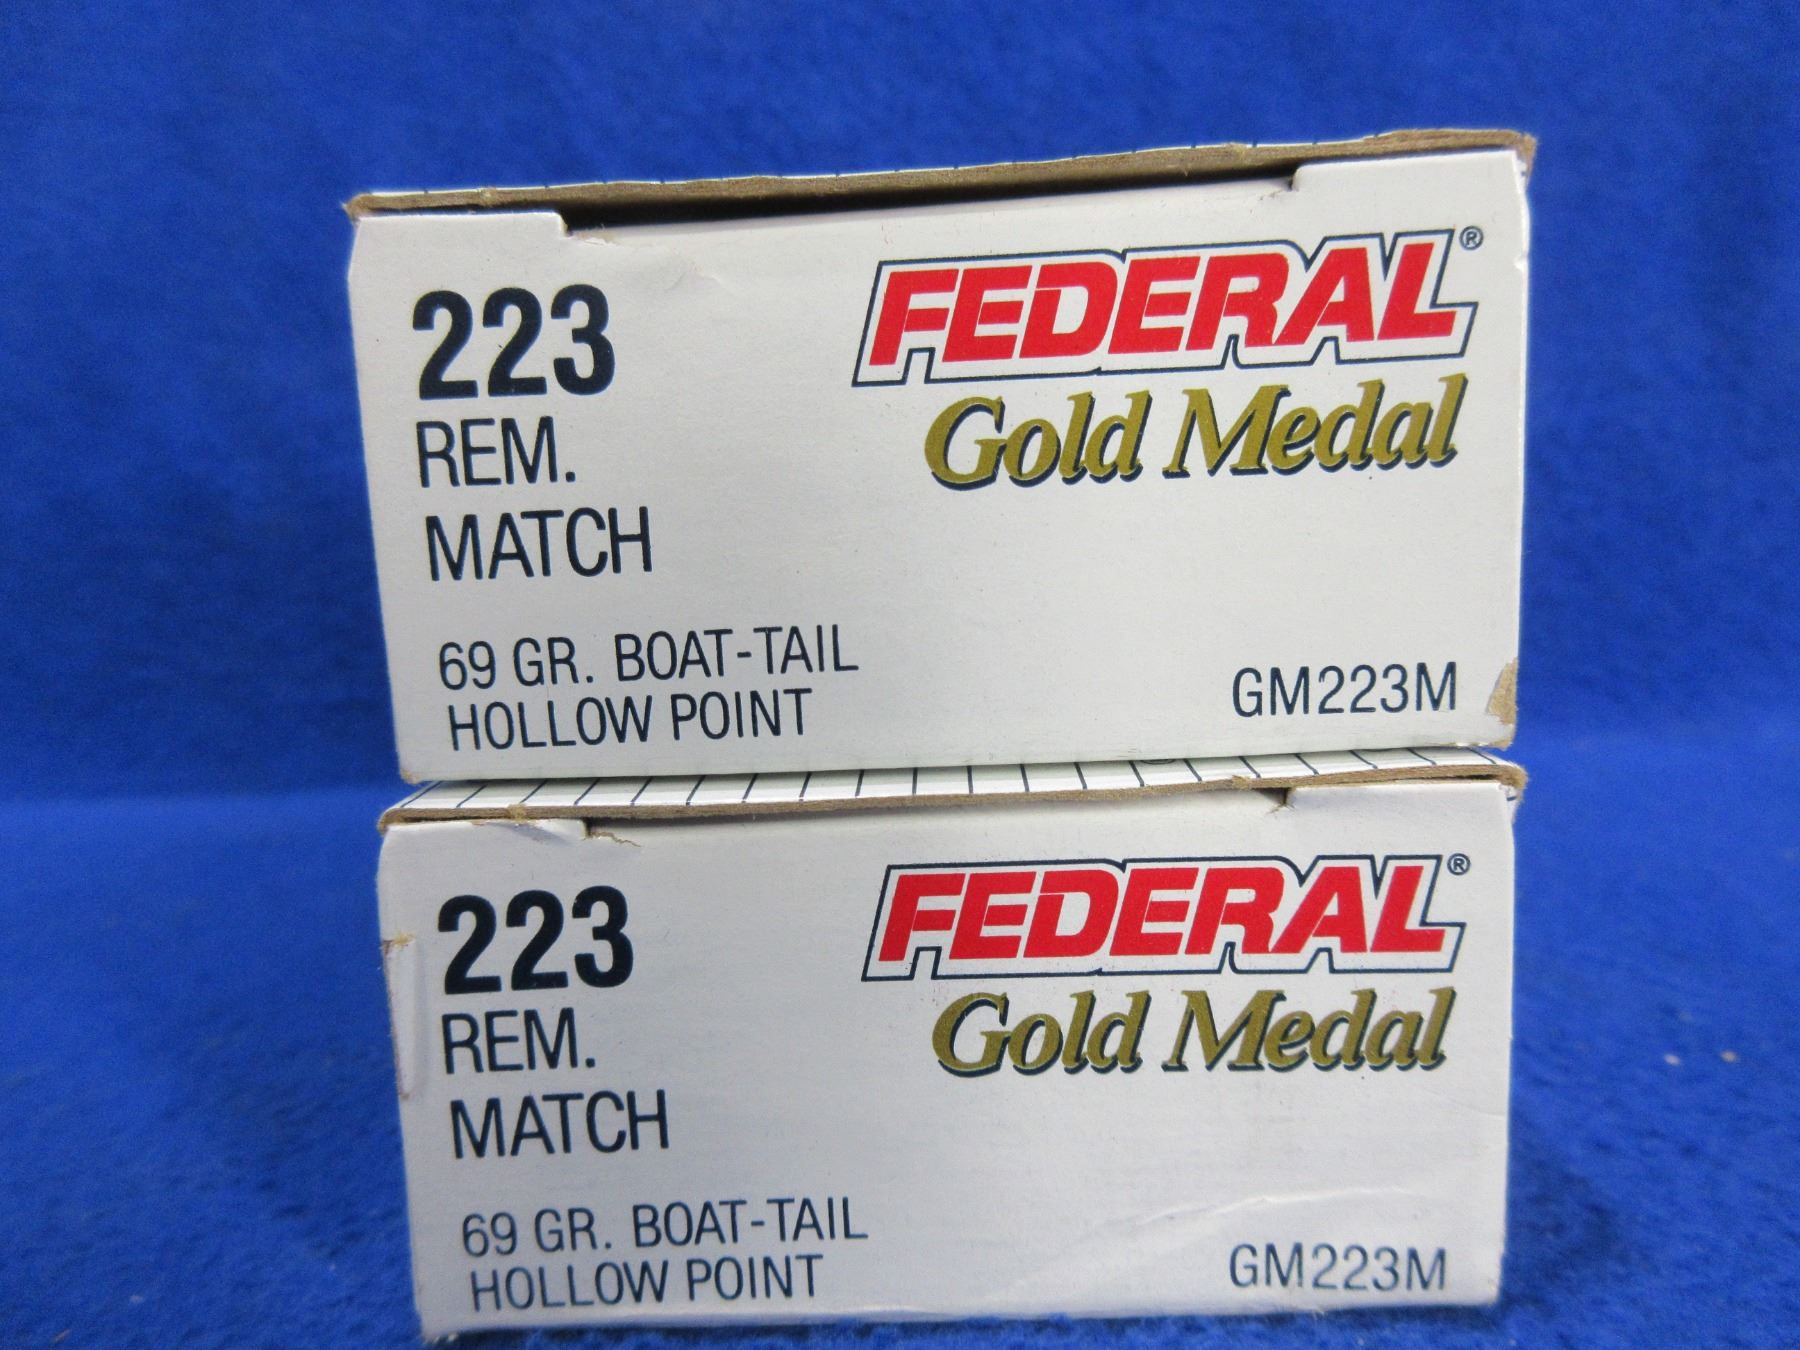 223
REM.
MATCH
69 GR. BOAT-TAIL
HOLLOW POINT
FEDERAL®
Gold Medal
GM223M
223
REM.
MATCH
69 GR. BOAT-TAIL
HOLLOW POINT
FEDERAL®
Gold Medal
GM223M